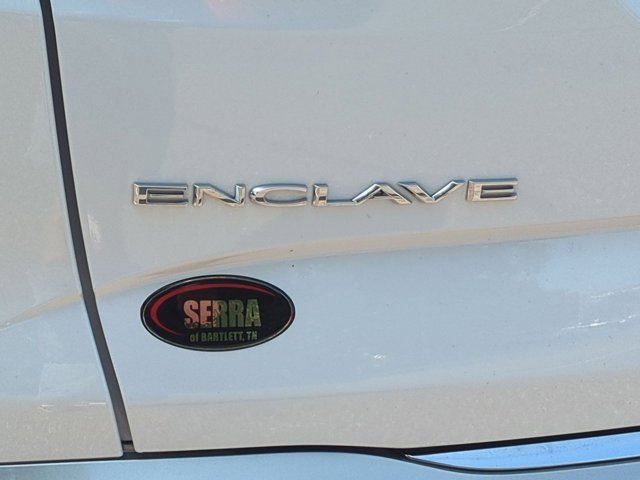 ENCLAVE
SERRA
of BARTLETT, TN